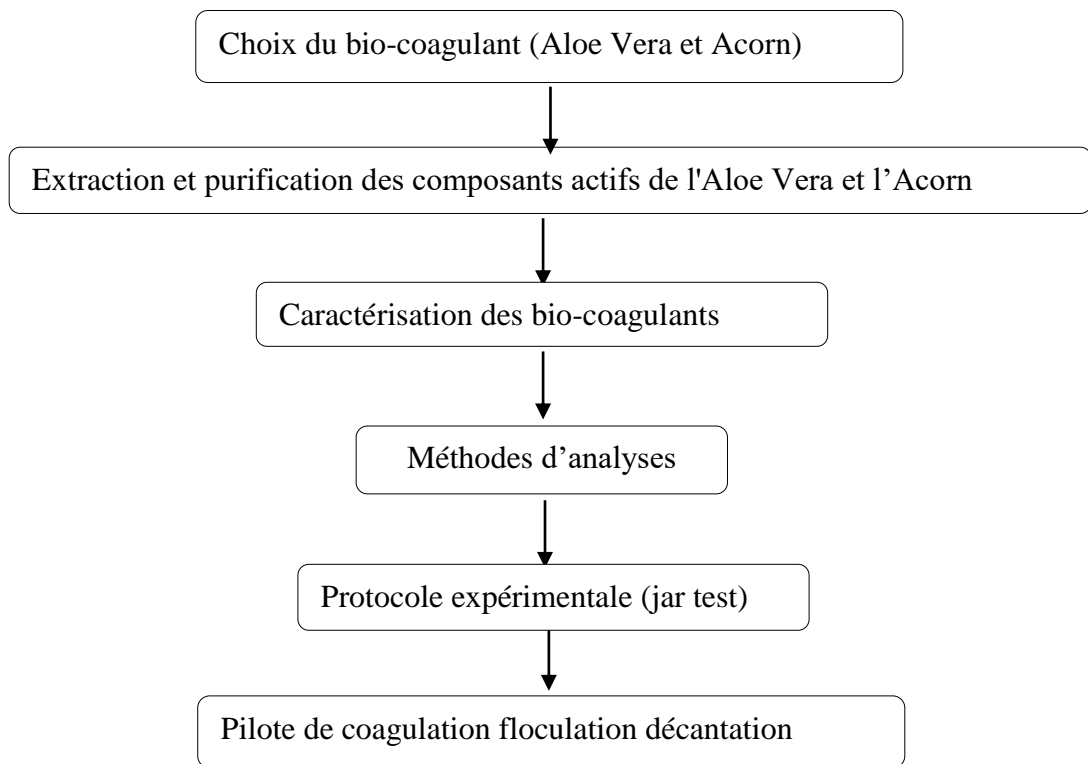 Choix du bio-coagulant (Aloe Vera et Acorn)
Extraction et purification des composants actifs de l'Aloe Vera et l’Acorn
Caractérisation des bio-coagulants
Méthodes d’analyses
Protocole expérimentale (jar test)
Pilote de coagulation floculation décantation